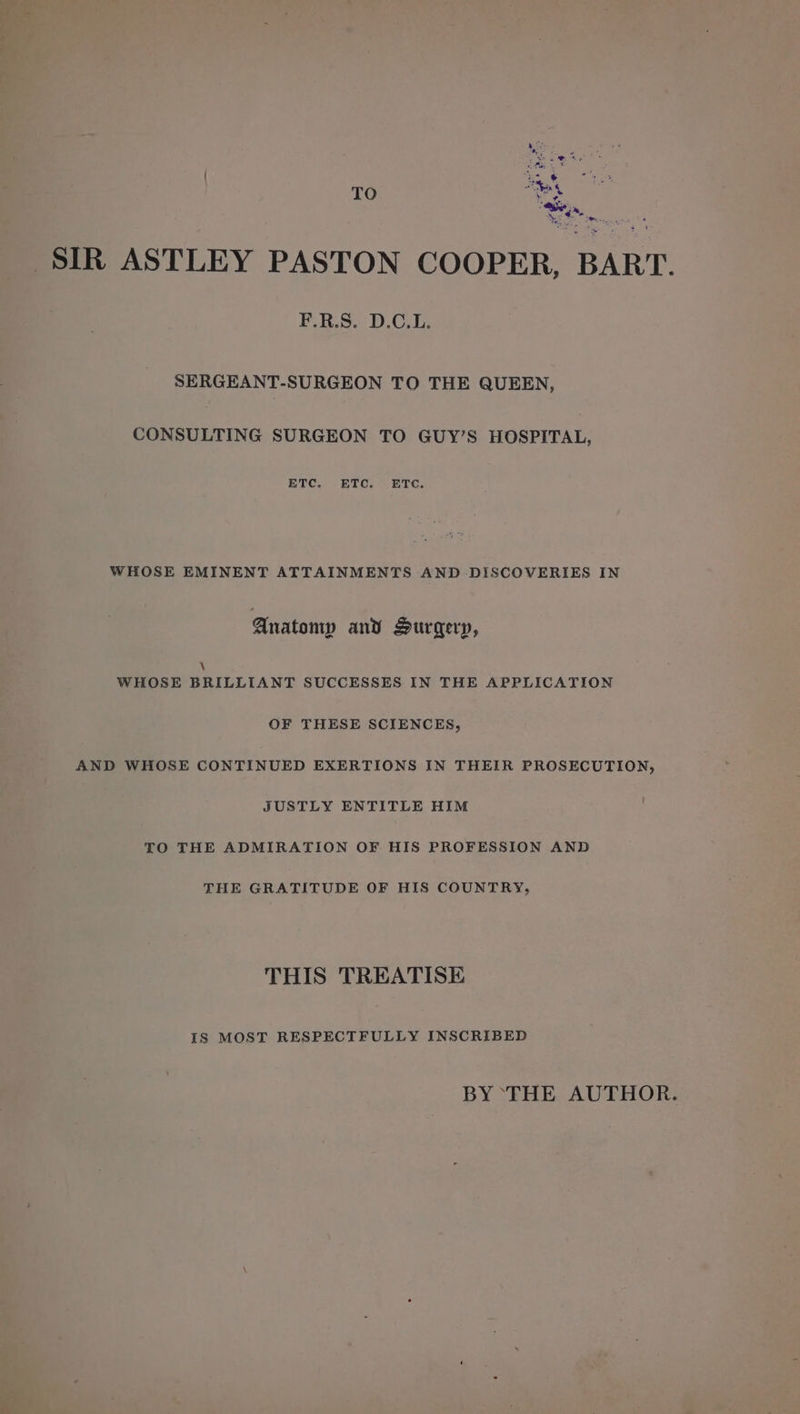 TO
SIR ASTLEY PASTON COOPER, BART.
F.R.S. D.C.L.
SERGEANT-SURGEON TO THE QUEEN,
CONSULTING SURGEON TO GUY'S HOSPITAL,
ETC. ETC. ETC.
WHOSE EMINENT ATTAINMENTS AND DISCOVERIES IN
Anatomy and Surgery,
WHOSE BRILLIANT SUCCESSES IN THE APPLICATION
OF THESE SCIENCES,
AND WHOSE CONTINUED EXERTIONS IN THEIR PROSECUTION,
JUSTLY ENTITLE HIM
TO THE ADMIRATION OF HIS PROFESSION AND
THE GRATITUDE OF HIS COUNTRY,
THIS TREATISE
IS MOST RESPECTFULLY INSCRIBED
BY THE AUTHOR.